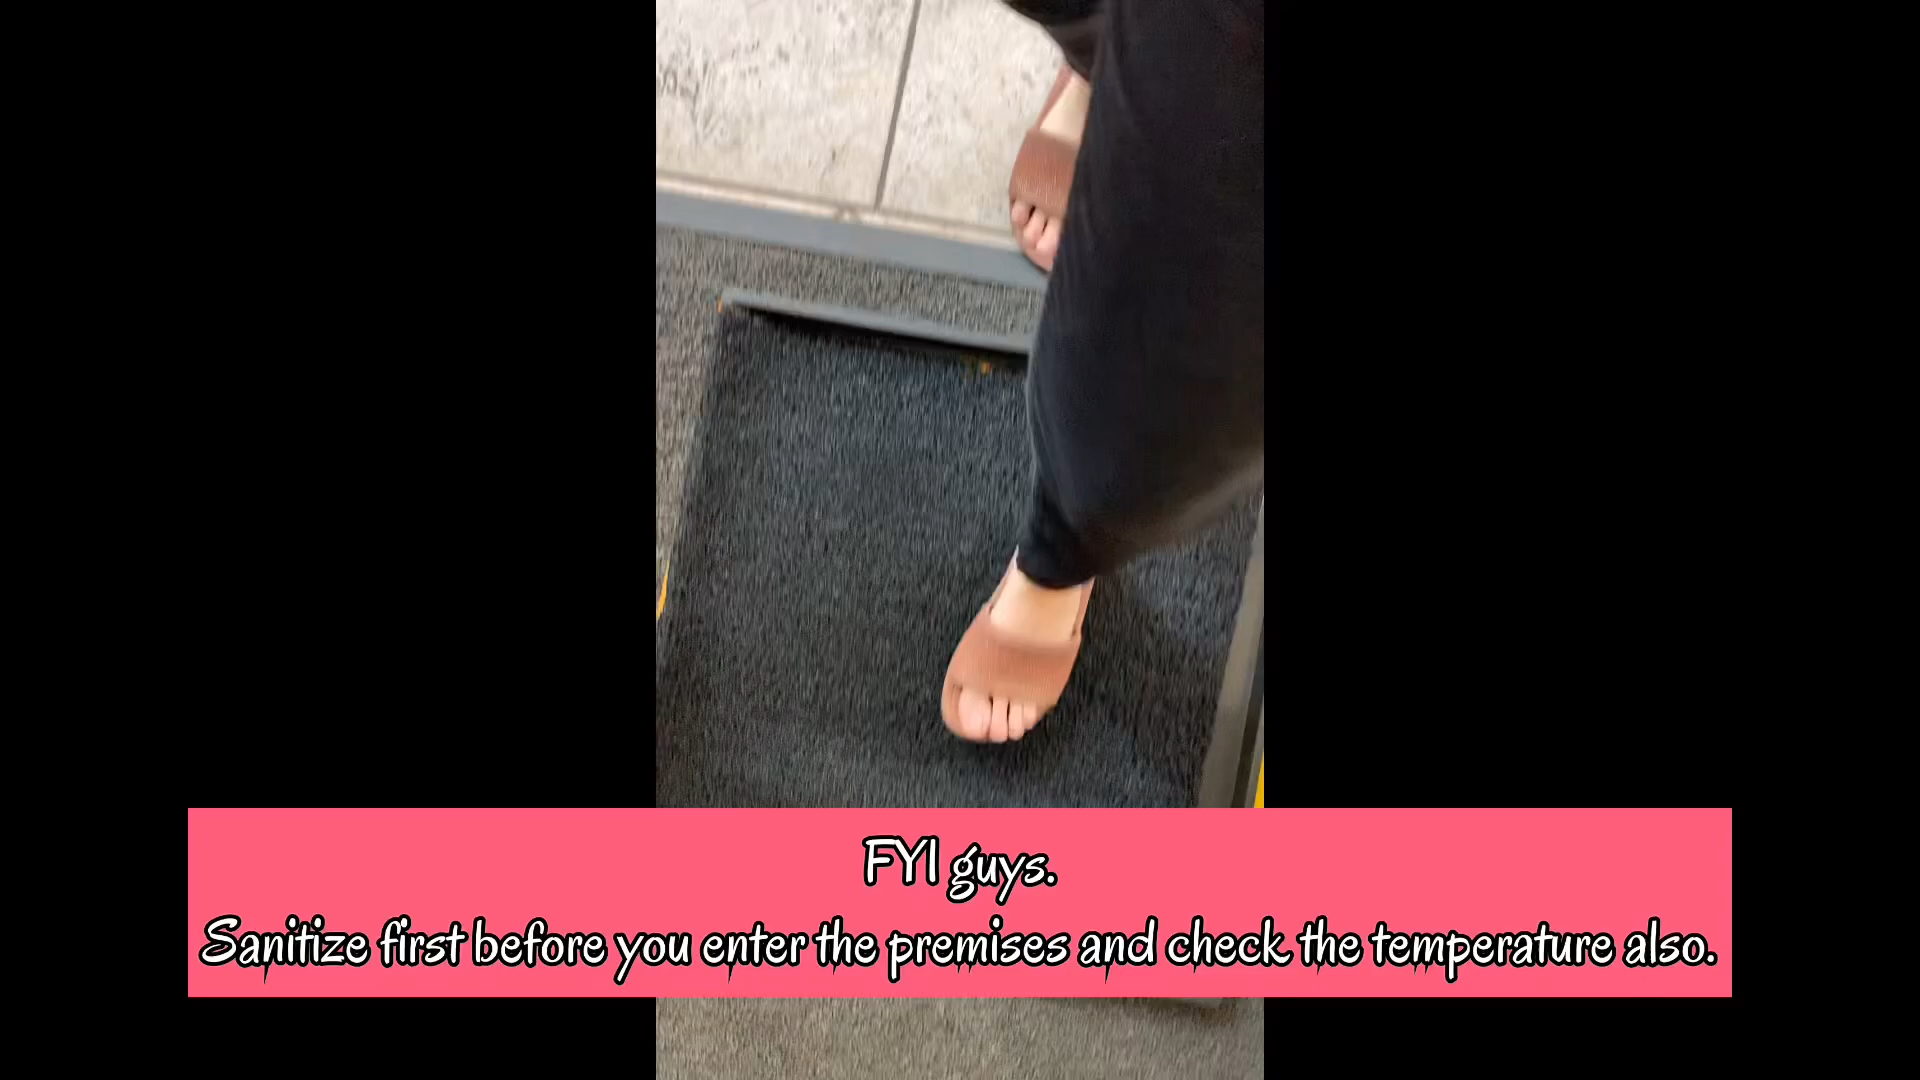 FYI guys.
Sanitize first before you enter the premises and check the temperature also.